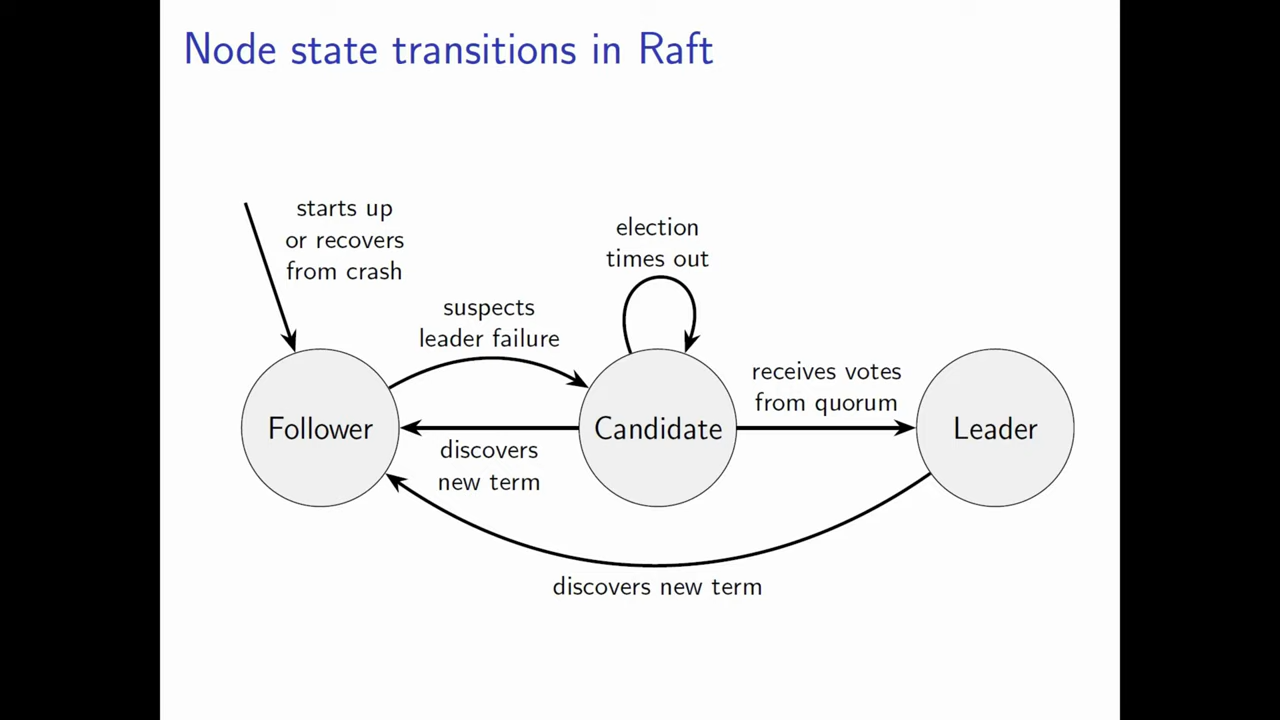 Node state transitions in Raft
starts up
or recovers
from crash
election
times out
suspects
leader failure
receives votes
from quorum
Follower
Candidate
Leader
discovers
new term
discovers new term